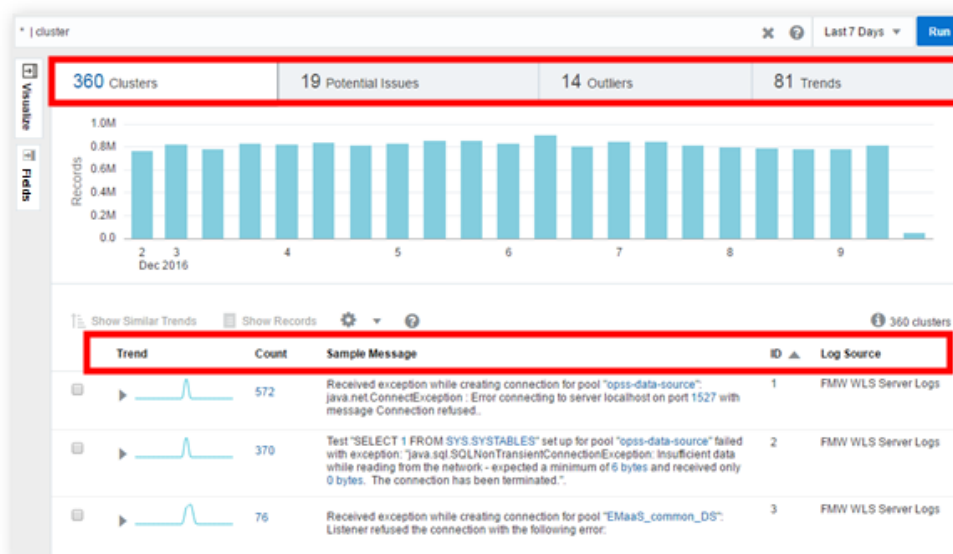 * | cluster
Last 7 Days
Run
Visualize
Fields
360 Clusters
19 Potential Issues
14 Outliers
81 Trends
1.0M
0.8M
0.6M
0.4M
0.2M
0.0
Records
2 3 4 5 6 7 8 9
Dec 2016
Show Similar Trends
Show Records
360 clusters
Trend Count Sample Message ID Log Source
572
Received exception while creating connection for pool "opss-data-source":
java.net.ConnectException : Error connecting to server localhost on port 1527 with
message Connection refused..
1
FMW WLS Server Logs
370
Test "SELECT 1 FROM SYS.SYSTABLES" set up for pool "opss-data-source" failed
with exception: "java.sql.SQLNonTransientConnectionException: Insufficient data
while reading from the network - expected a minimum of 6 bytes and received only
0 bytes. The connection has been terminated.".
2
FMW WLS Server Logs
76
Received exception while creating connection for pool "EMaaS_common_DS":
Listener refused the connection with the following error:
3
FMW WLS Server Logs